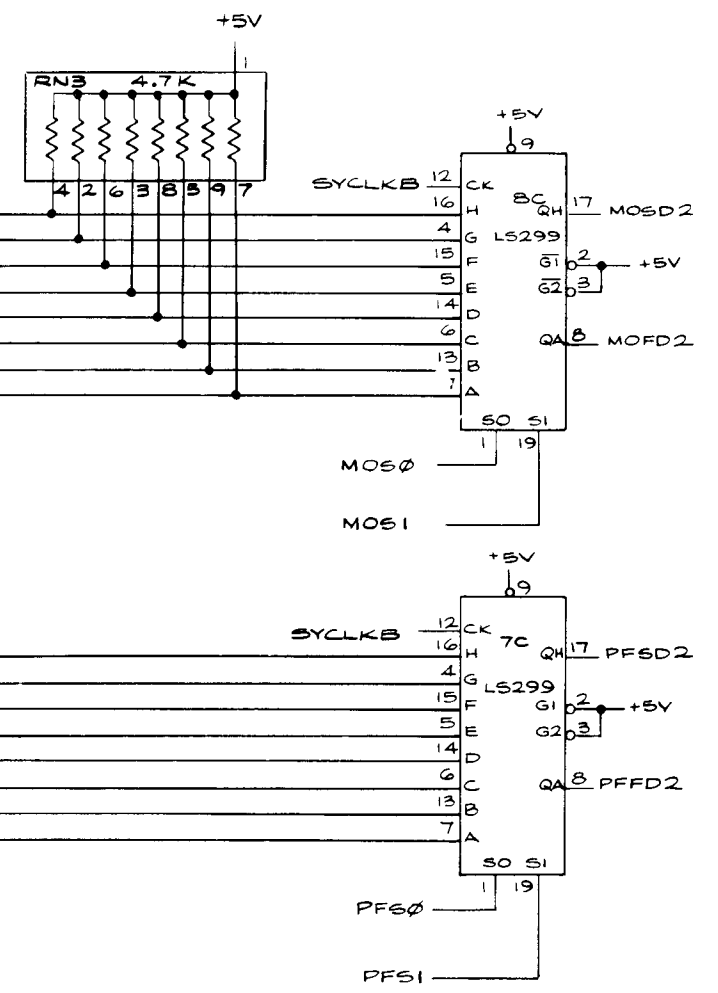 +5V
1
RN3 4.7K
4 2 6 3 8 5 9 7
+5V
9
SYCLKB 12 CK
8C
16 H QH 17 MOSD2
4 G LS299
15 F G1 2 +5V
5 E G2 3
14 D
6 C QA 8 MOFD2
13 B
7 A
S0 S1
1 19
MOSØ
MOS1
+5V
9
SYCLKB 12 CK
7C
16 H QH 17 PFSD2
4 G LS299
15 F G1 2 +5V
5 E G2 3
14 D
6 C QA 8 PFFD2
13 B
7 A
S0 S1
1 19
PFSØ
PFS1